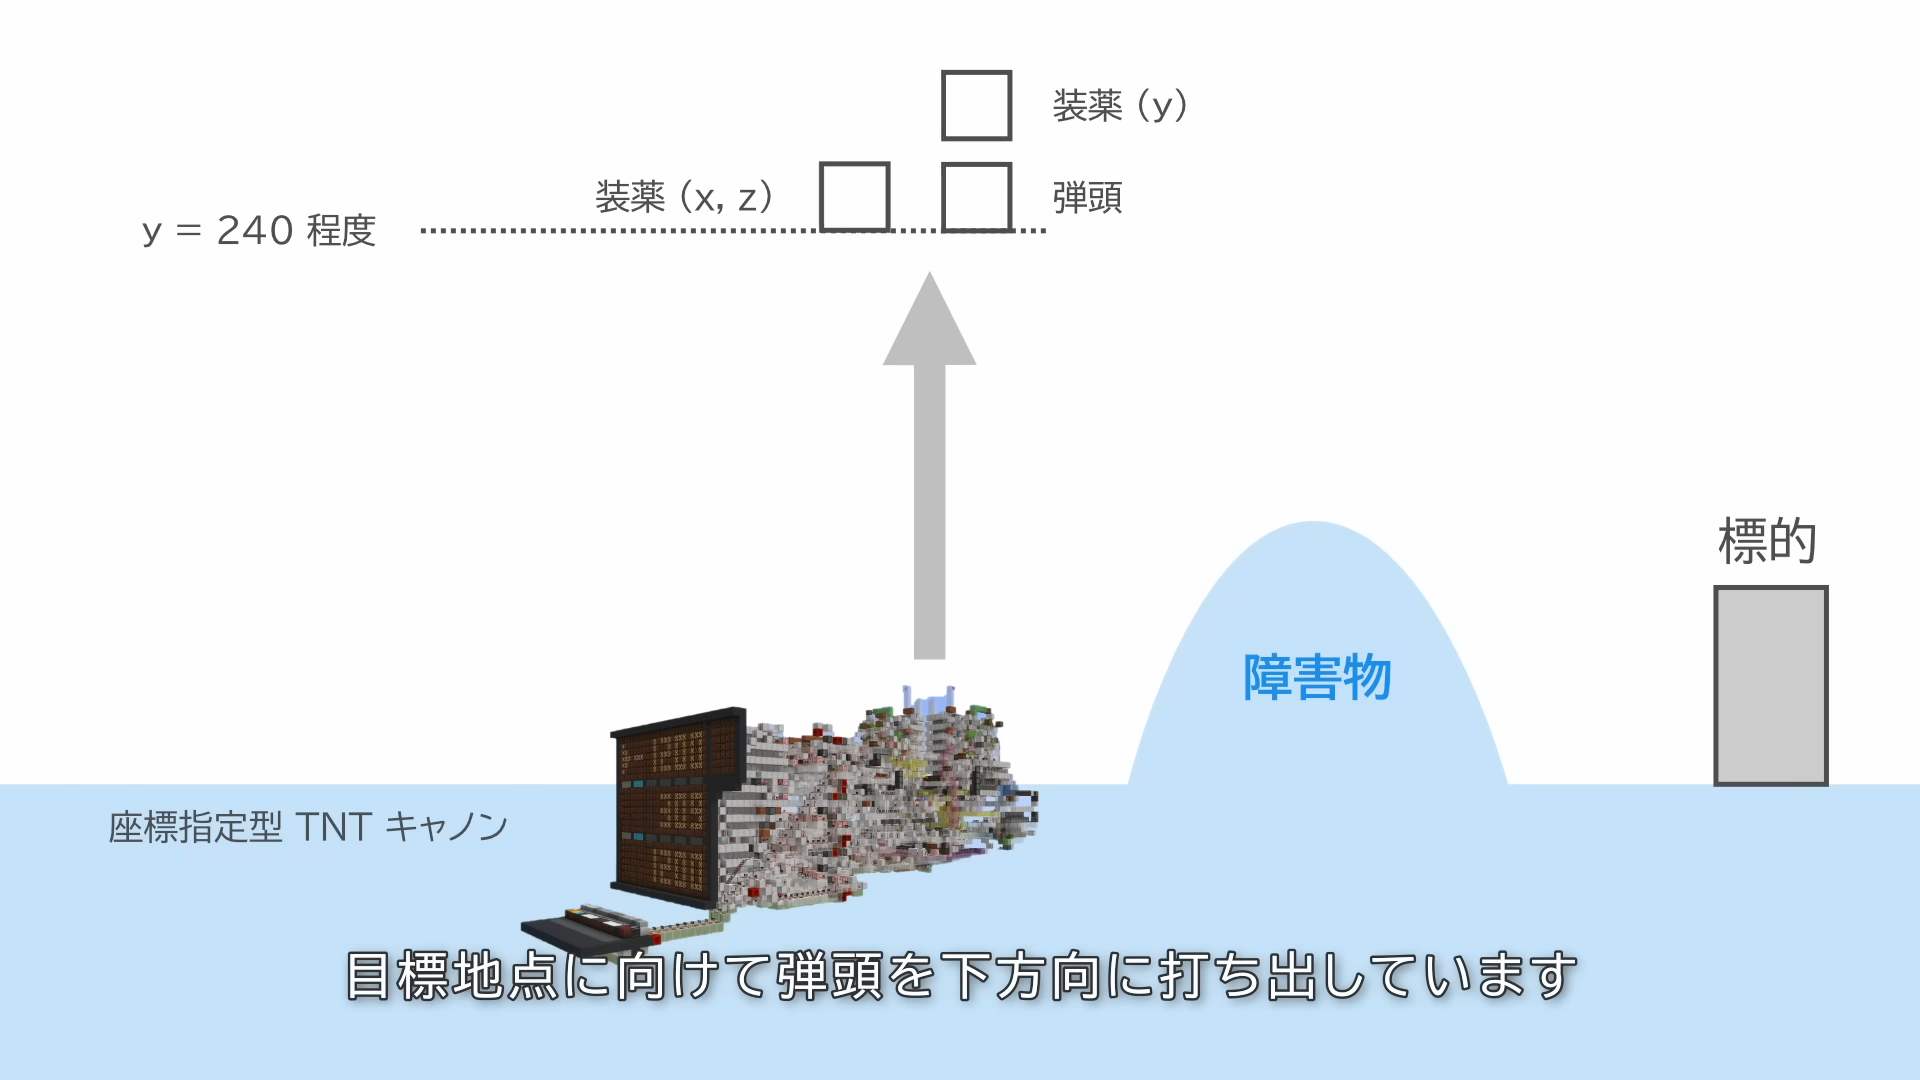 装薬 (y)
装薬 (x, z)
弾頭
y = 240 程度
標的
障害物
座標指定型 TNT キャノン
目標地点に向けて弾頭を下方向に打ち出しています